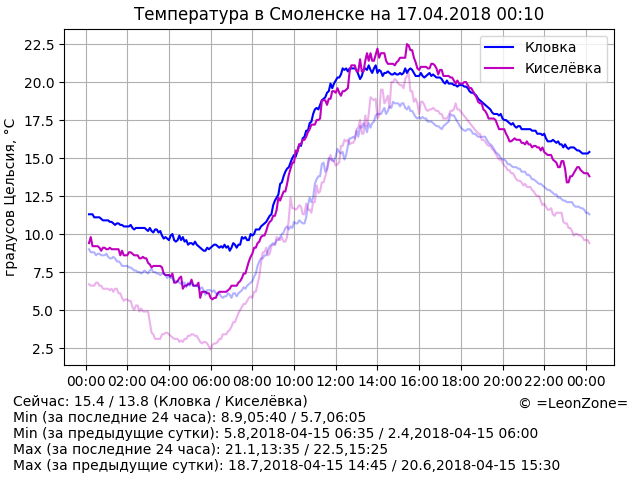 Температура в Смоленске на 17.04.2018 00:10
градусов Цельсия, °C
22.5
20.0
17.5
15.0
12.5
10.0
7.5
5.0
2.5
Кловка
Киселёвка
00:00 02:00 04:00 06:00 08:00 10:00 12:00 14:00 16:00 18:00 20:00 22:00 00:00
Сейчас: 15.4 / 13.8 (Кловка / Киселёвка)
© =LeonZone=
Min (за последние 24 часа): 8.9,05:40 / 5.7,06:05
Min (за предыдущие сутки): 5.8,2018-04-15 06:35 / 2.4,2018-04-15 06:00
Max (за последние 24 часа): 21.1,13:35 / 22.5,15:25
Max (за предыдущие сутки): 18.7,2018-04-15 14:45 / 20.6,2018-04-15 15:30